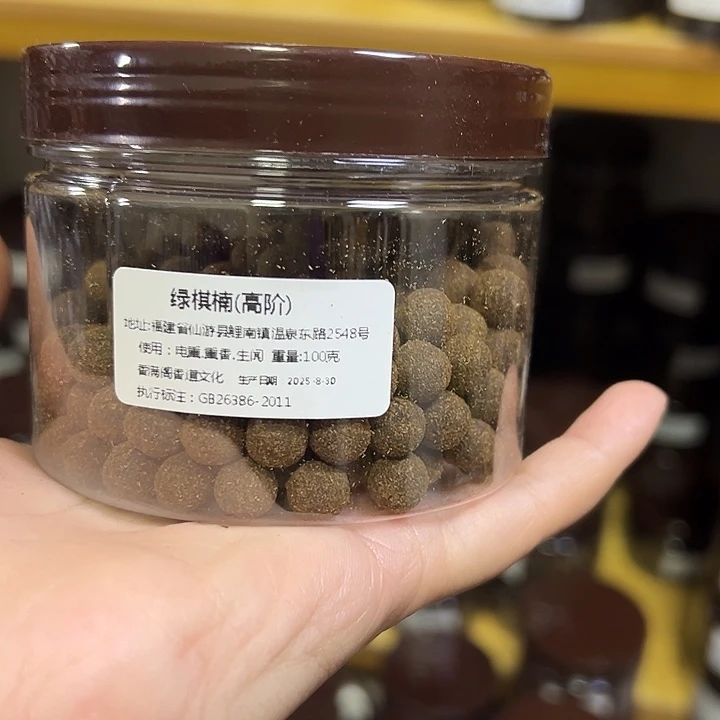 绿棋楠(高阶)
地址:福建省仙游县鲤南镇温泉东路2548号
使用：电熏.熏香.生闻 重量:100克
香满阁香道文化 生产日期 2025-8-30
执行标注：GB26386-2011